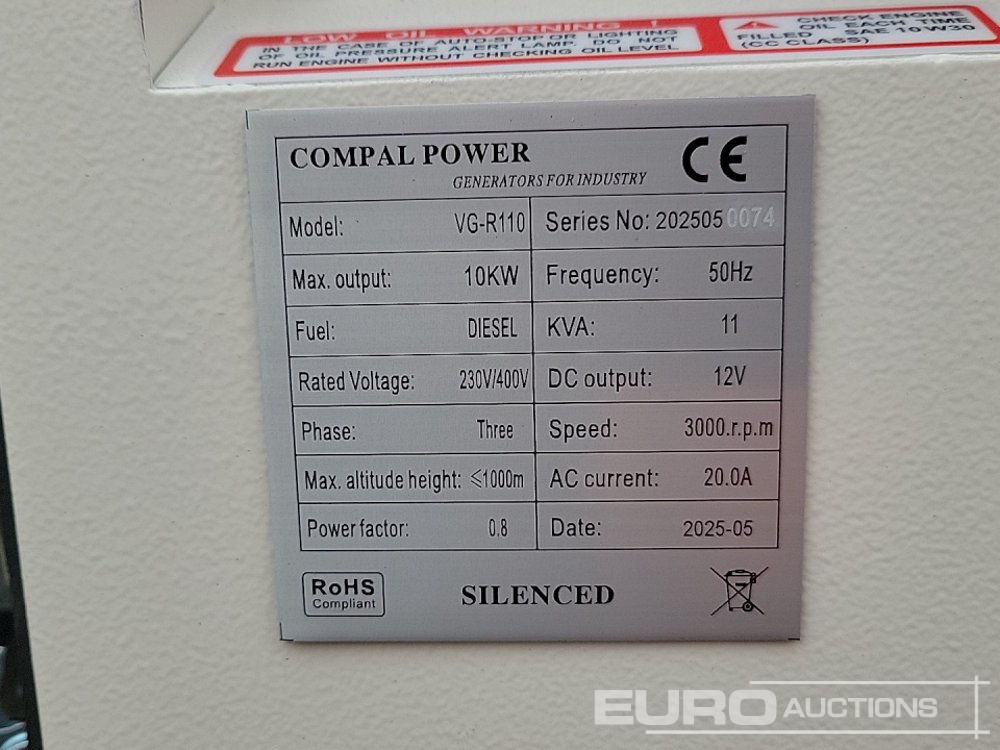 LOW OIL WARNING !
IN THE CASE OF AUTO-STOP OR LIGHTING
OF OIL PRESSURE ALERT LAMP. DO NOT
RUN ENGINE WITHOUT CHECKING OIL LEVEL
CHECK ENGINE
OIL EACH TIME
FILLED SAE 10W30
(CC CLASS)
COMPAL POWER
CE
GENERATORS FOR INDUSTRY
Model: VG-R110 Series No: 202505 0074
Max. output: 10KW Frequency: 50Hz
Fuel: DIESEL KVA: 11
Rated Voltage: 230V/400V DC output: 12V
Phase: Three Speed: 3000.r.p.m
Max. altitude height: ≤1000m AC current: 20.0A
Power factor: 0.8 Date: 2025-05
RoHS
Compliant
SILENCED
EURO AUCTIONS